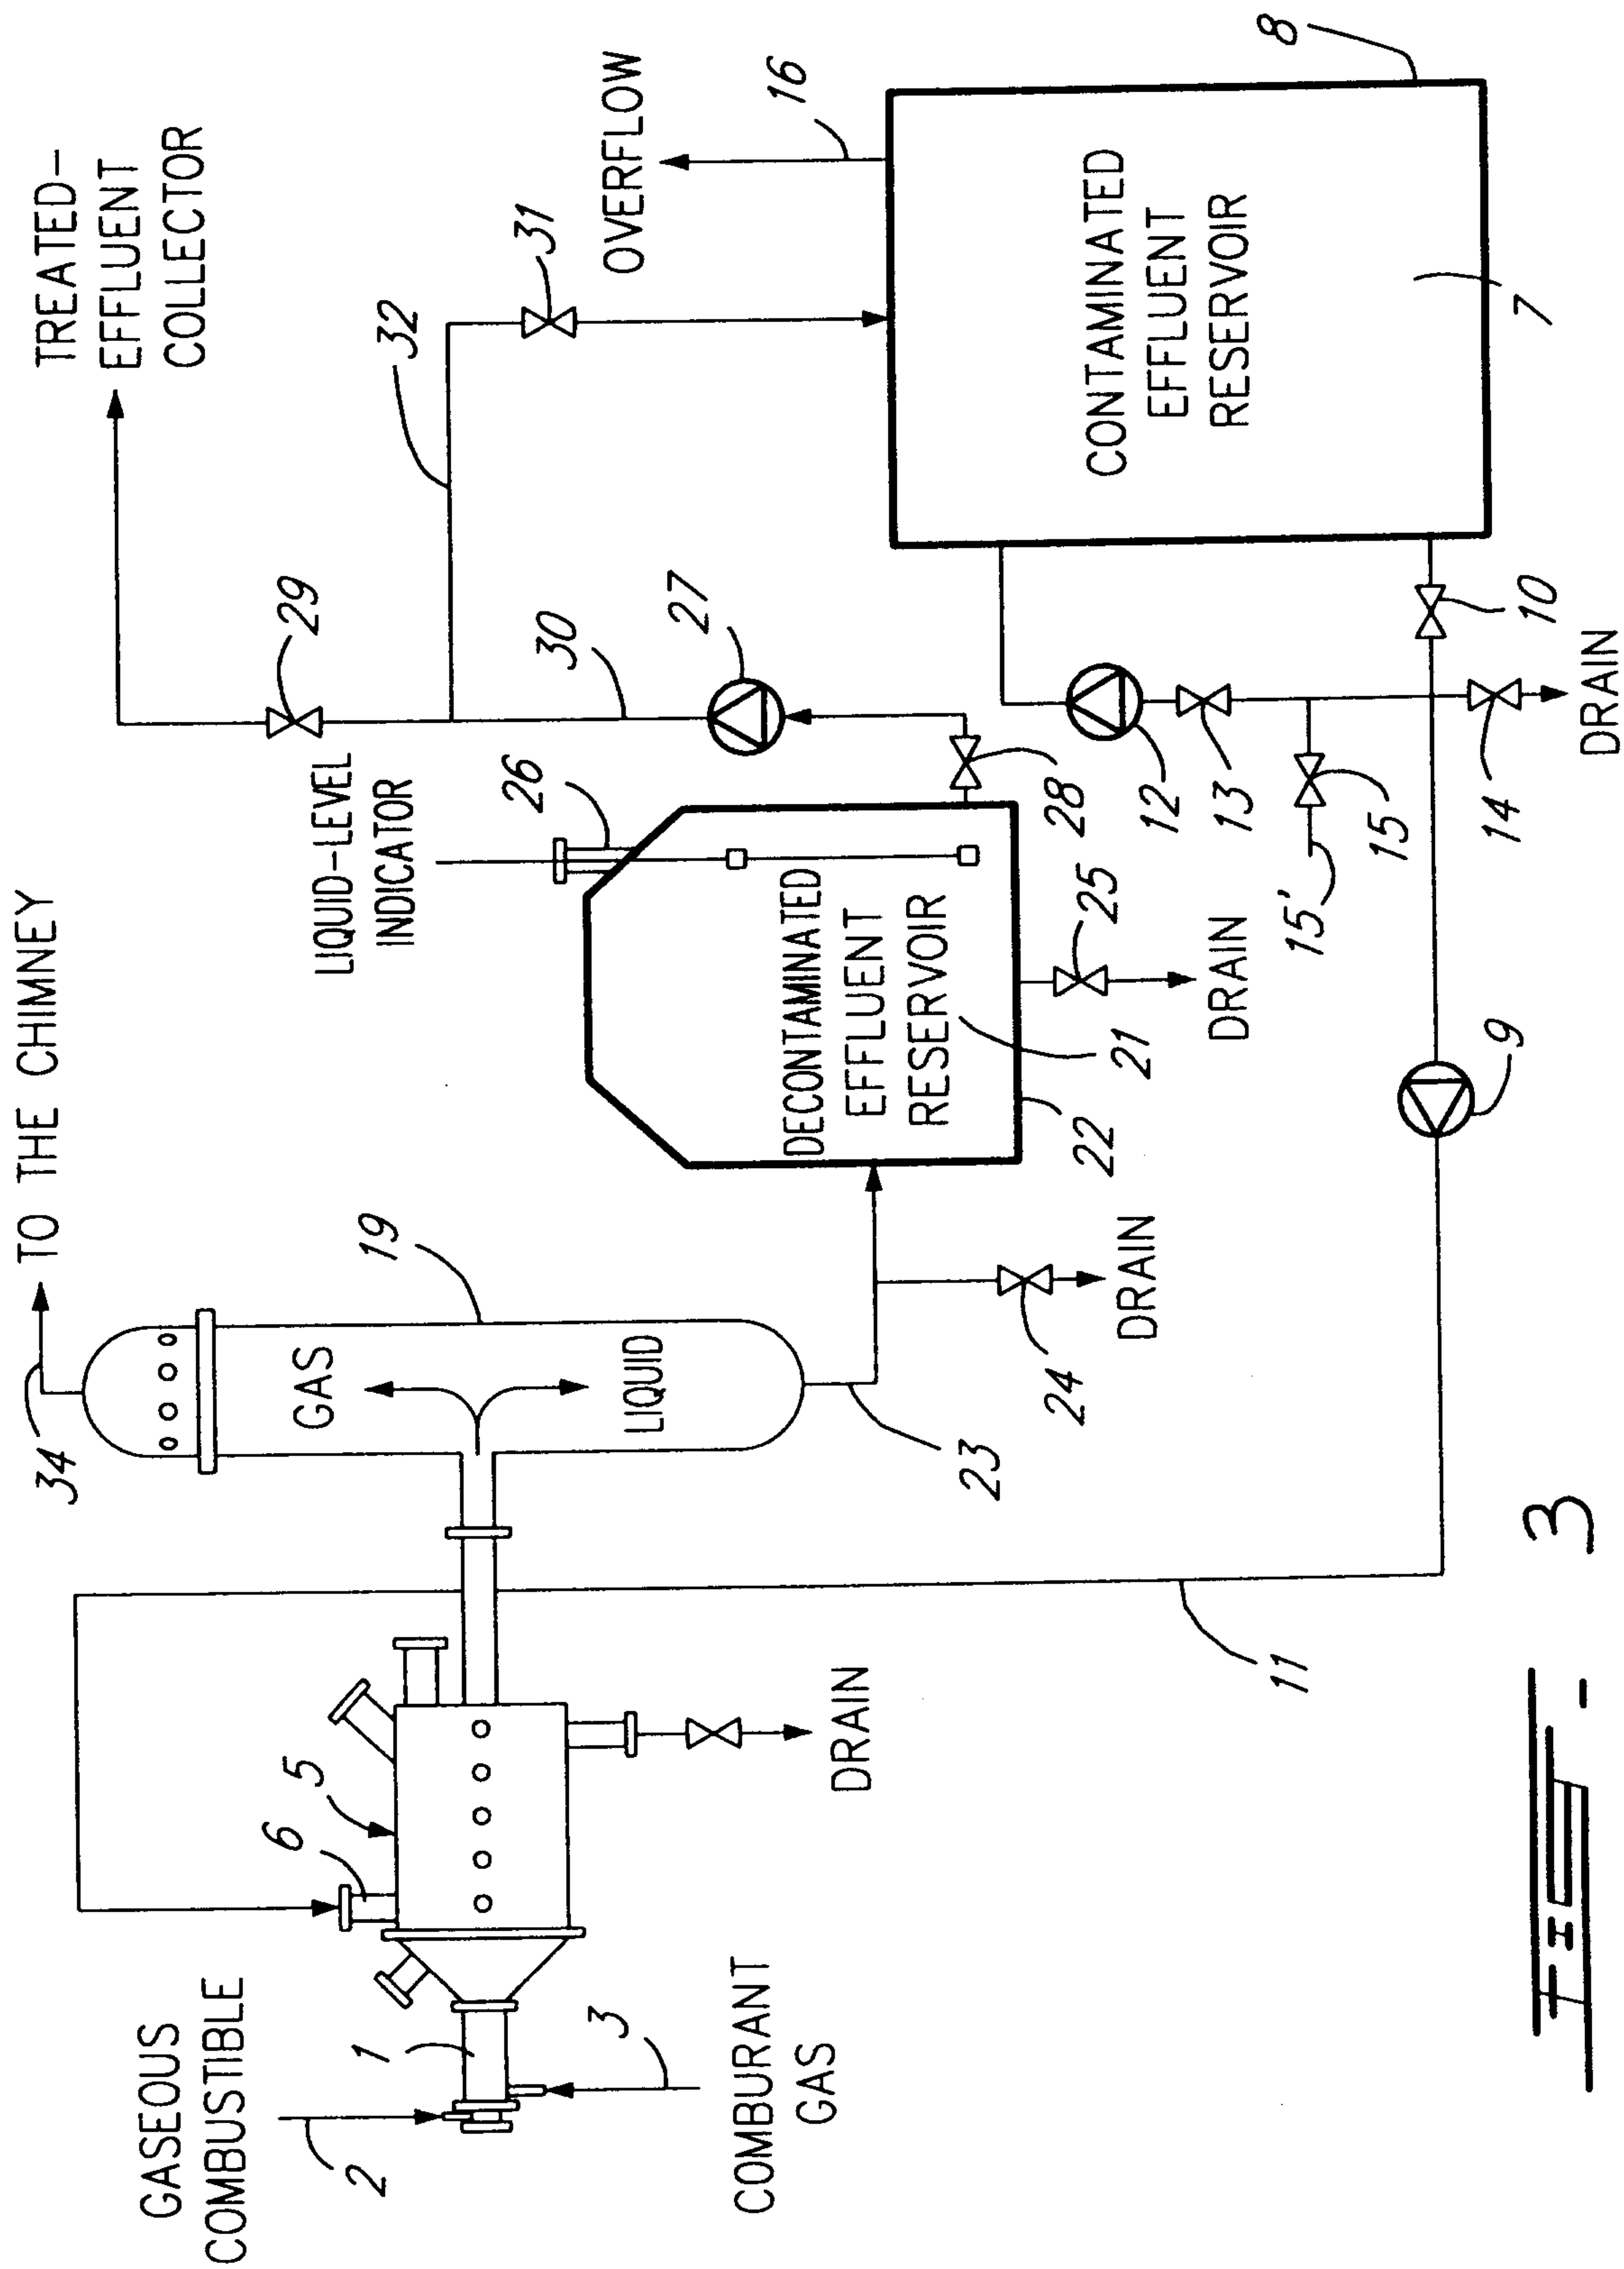 GASEOUS
COMBUSTIBLE
2
1
3
COMBURANT
GAS
6
5
DRAIN
11
34
TO THE CHIMNEY
GAS
LIQUID
19
23
24
DRAIN
LIQUID-LEVEL
INDICATOR
26
DECONTAMINATED
EFFLUENT
RESERVOIR
21
22
25
DRAIN
28
27
30
29
TREATED-
EFFLUENT
COLLECTOR
32
31
OVERFLOW
16
CONTAMINATED
EFFLUENT
RESERVOIR
8
7
12
13
15
15'
14
10
DRAIN
9
FIG. 3